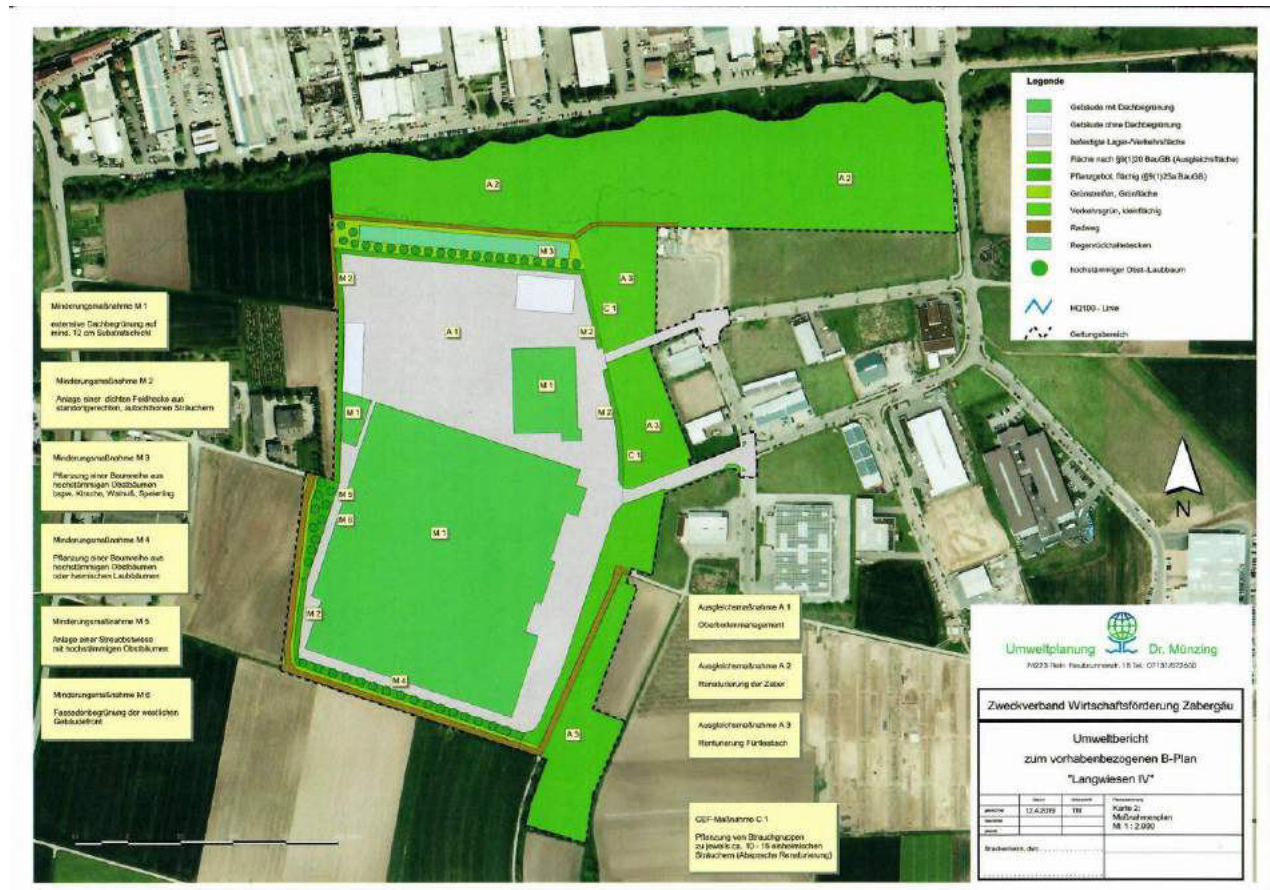 Legende
Gebäude mit Dachbegrünung
Gebäude ohne Dachbegrünung
befestigte Lager-/Verkehrsfläche
Fläche nach §9(1)20 BauGB (Ausgleichsfläche)
Pflanzgebot, flächig (§9(1)25a BauGB)
Grünstreifen, Grünfläche
Verkehrsgrün, kleinflächig
Radweg
Regenrückhaltebecken
hochstämmiger Obst-/Laubbaum
HQ100 - Linie
Geltungsbereich
A 2
A 2
M 3
M 2
A 3
C 1
A 1
M 2
M 1
M 2
M 1
A 3
C 1
M 5
M 6
M 1
M 2
M 4
A 3
N
Minderungsmaßnahme M 1
extensive Dachbegrünung auf
mind. 12 cm Substratschicht
Minderungsmaßnahme M 2
Anlage einer dichten Feldhecke aus
standortgerechten, autochthonen Sträuchern
Minderungsmaßnahme M 3
Pflanzung einer Baumreihe aus
hochstämmigen Obstbäumen
bspw. Kirsche, Walnuß, Speierling
Minderungsmaßnahme M 4
Pflanzung einer Baumreihe aus
hochstämmigen Obstbäumen
oder heimischen Laubbäumen
Minderungsmaßnahme M 5
Anlage einer Streuobstwiese
mit hochstämmigen Obstbäumen
Minderungsmaßnahme M 6
Fassadenbegrünung der westlichen
Gebäudefront
Ausgleichsmaßnahme A 1
Oberbodenmanagement
Ausgleichsmaßnahme A 2
Renaturierung der Zaber
Ausgleichsmaßnahme A 3
Renturierung Fürtlesbach
CEF-Maßnahme C 1
Pflanzung von Strauchgruppen
zu jeweils ca. 10 - 15 einheimischen
Sträuchern (Absprache Renaturierung)
Umweltplanung Dr. Münzing
Zweckverband Wirtschaftsförderung Zabergäu
Umweltbericht
zum vorhabenbezogenen B-Plan
"Langwiesen IV"
12.4.2019
Karte 2:
Maßnahmenplan
M. 1 : 2.000
Brackenheim, den